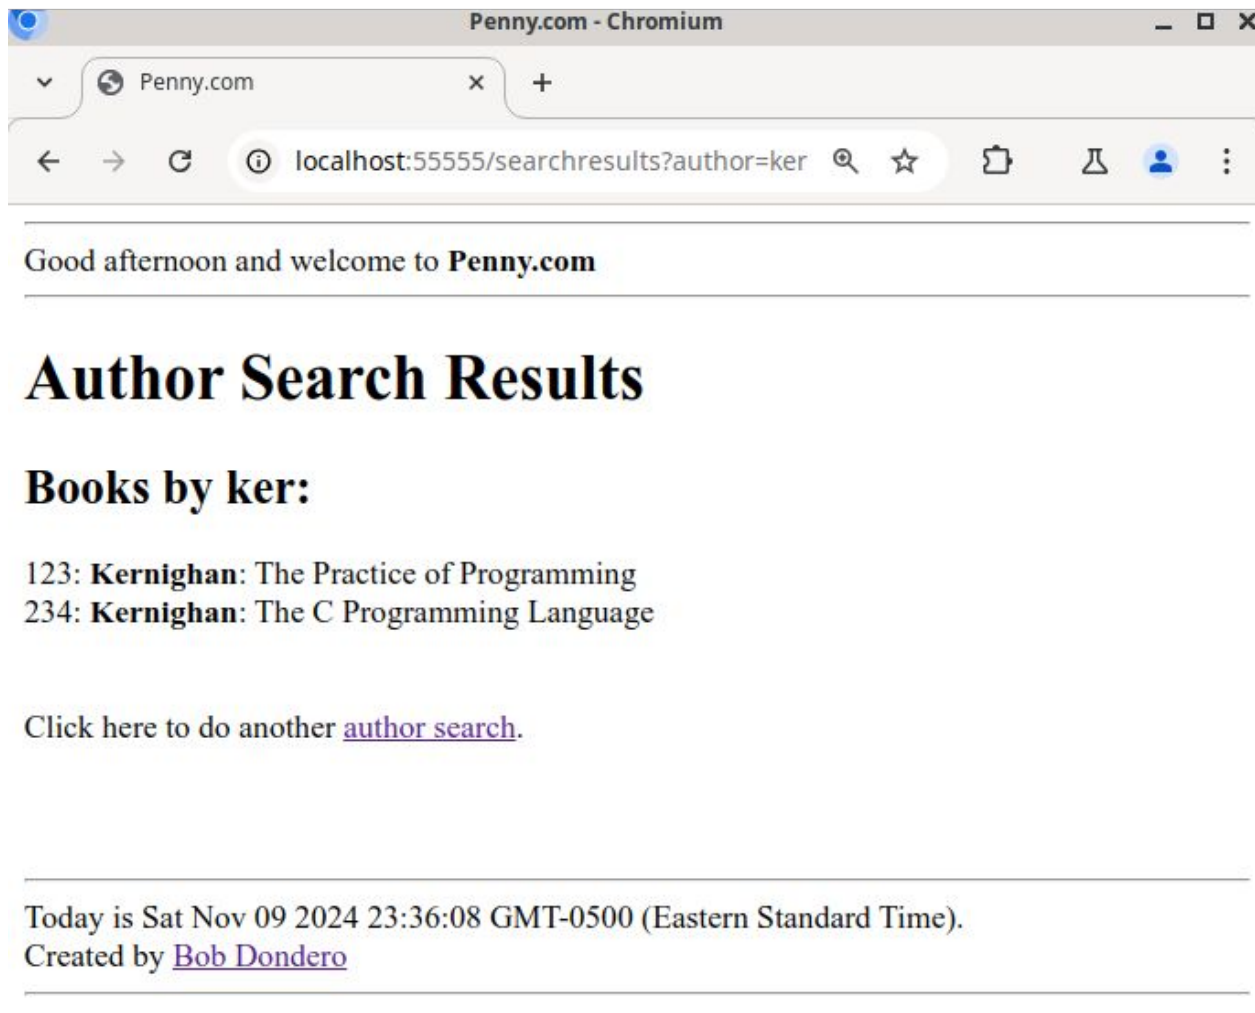 Penny.com - Chromium
Penny.com
localhost:55555/searchresults?author=ker
Good afternoon and welcome to Penny.com
Author Search Results
Books by ker:
123: Kernighan: The Practice of Programming
234: Kernighan: The C Programming Language
Click here to do another author search.
Today is Sat Nov 09 2024 23:36:08 GMT-0500 (Eastern Standard Time).
Created by Bob Dondero